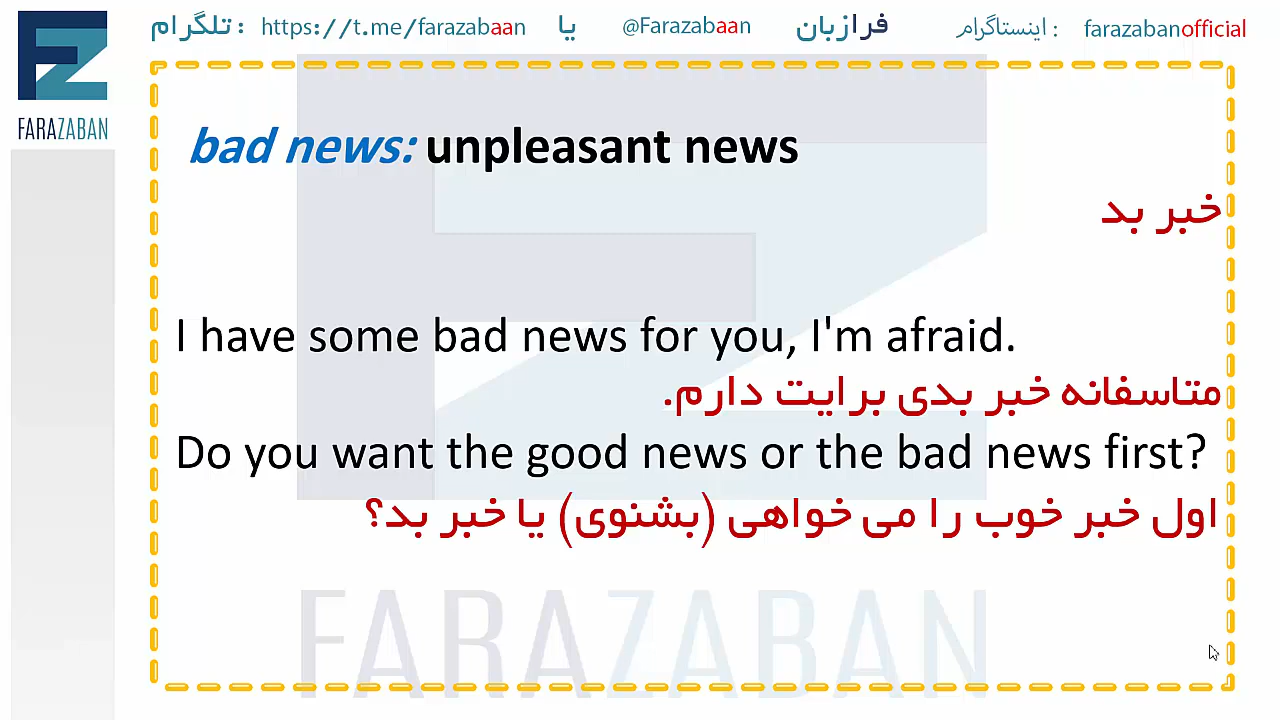 تلگرام : https://t.me/farazabaan یا @Farazabaan فرازبان اینستاگرام : farazabanofficial
FZ
FARAZABAN
bad news: unpleasant news
خبر بد
I have some bad news for you, I'm afraid.
متاسفانه خبر بدی برایت دارم.
Do you want the good news or the bad news first?
اول خبر خوب را می خواهی (بشنوی) یا خبر بد؟
FARAZABAN